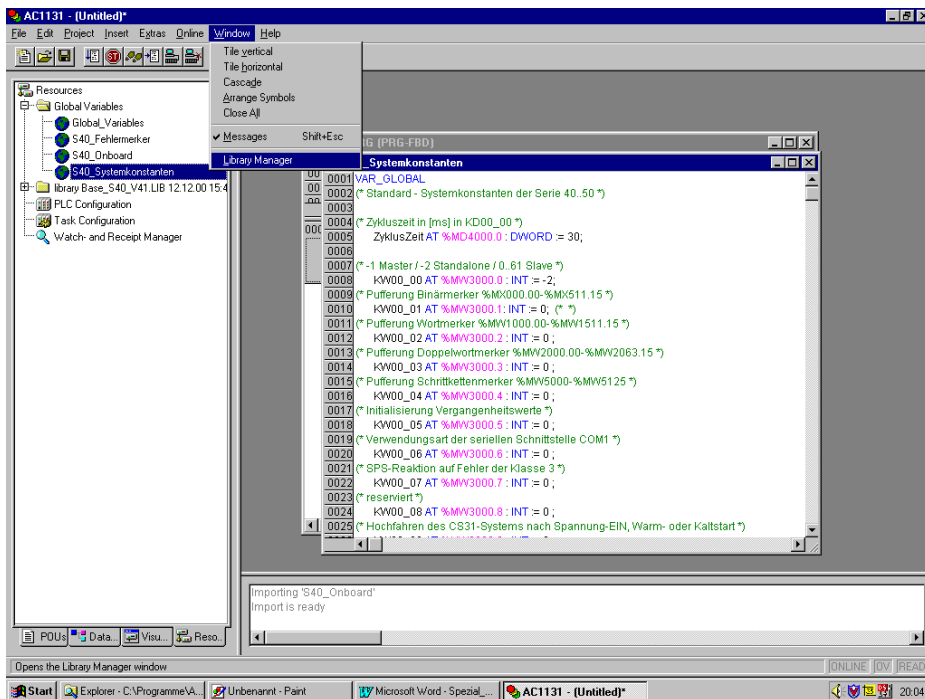 AC1131 - (Untitled)*
File Edit Project Insert Extras Online Window Help
Tile vertical
Tile horizontal
Cascade
Arrange Symbols
Close All
Messages Shift+Esc
Library Manager
Resources
Global Variables
Global_Variables
S40_Fehlermerker
S40_Onboard
S40_Systemkonstanten
library Base_S40_V41.LIB 12.12.00 15:4
PLC Configuration
Task Configuration
Watch- and Receipt Manager
(PRG-FBD)
_Systemkonstanten
0001 VAR_GLOBAL
0002 (* Standard - Systemkonstanten der Serie 40..50 *)
0003
0004 (* Zykluszeit in [ms] in KD00_00 *)
0005 ZyklusZeit AT %MD4000.0 : DWORD := 30;
0006
0007 (* -1 Master / -2 Standalone / 0..61 Slave *)
0008 KW00_00 AT %MW3000.0 : INT := -2;
0009 (* Pufferung Binärmerker %MX000.00-%MX511.15 *)
0010 KW00_01 AT %MW3000.1: INT := 0; (* *)
0011 (* Pufferung Wortmerker %MW1000.00-%MW1511.15 *)
0012 KW00_02 AT %MW3000.2 : INT := 0 ;
0013 (* Pufferung Doppelwortmerker %MW2000.00-%MW2063.15 *)
0014 KW00_03 AT %MW3000.3 : INT := 0 ;
0015 (* Pufferung Schrittkettenmerker %MW5000-%MW5125 *)
0016 KW00_04 AT %MW3000.4 : INT := 0 ;
0017 (* Initialisierung Vergangenheitswerte *)
0018 KW00_05 AT %MW3000.5 : INT := 0 ;
0019 (* Verwendungsart der seriellen Schnittstelle COM1 *)
0020 KW00_06 AT %MW3000.6 : INT := 0 ;
0021 (* SPS-Reaktion auf Fehler der Klasse 3 *)
0022 KW00_07 AT %MW3000.7 : INT := 0 ;
0023 (* reserviert *)
0024 KW00_08 AT %MW3000.8 : INT := 0 ;
0025 (* Hochfahren des CS31-Systems nach Spannung-EIN, Warm- oder Kaltstart *)
Importing 'S40_Onboard'
Import is ready
POUs Data... Visu... Reso...
Opens the Library Manager window ONLINE OV READ
Start Explorer - C:\Programme\A... Unbenannt - Paint Microsoft Word - Spezial_... AC1131 - (Untitled)* 20:04